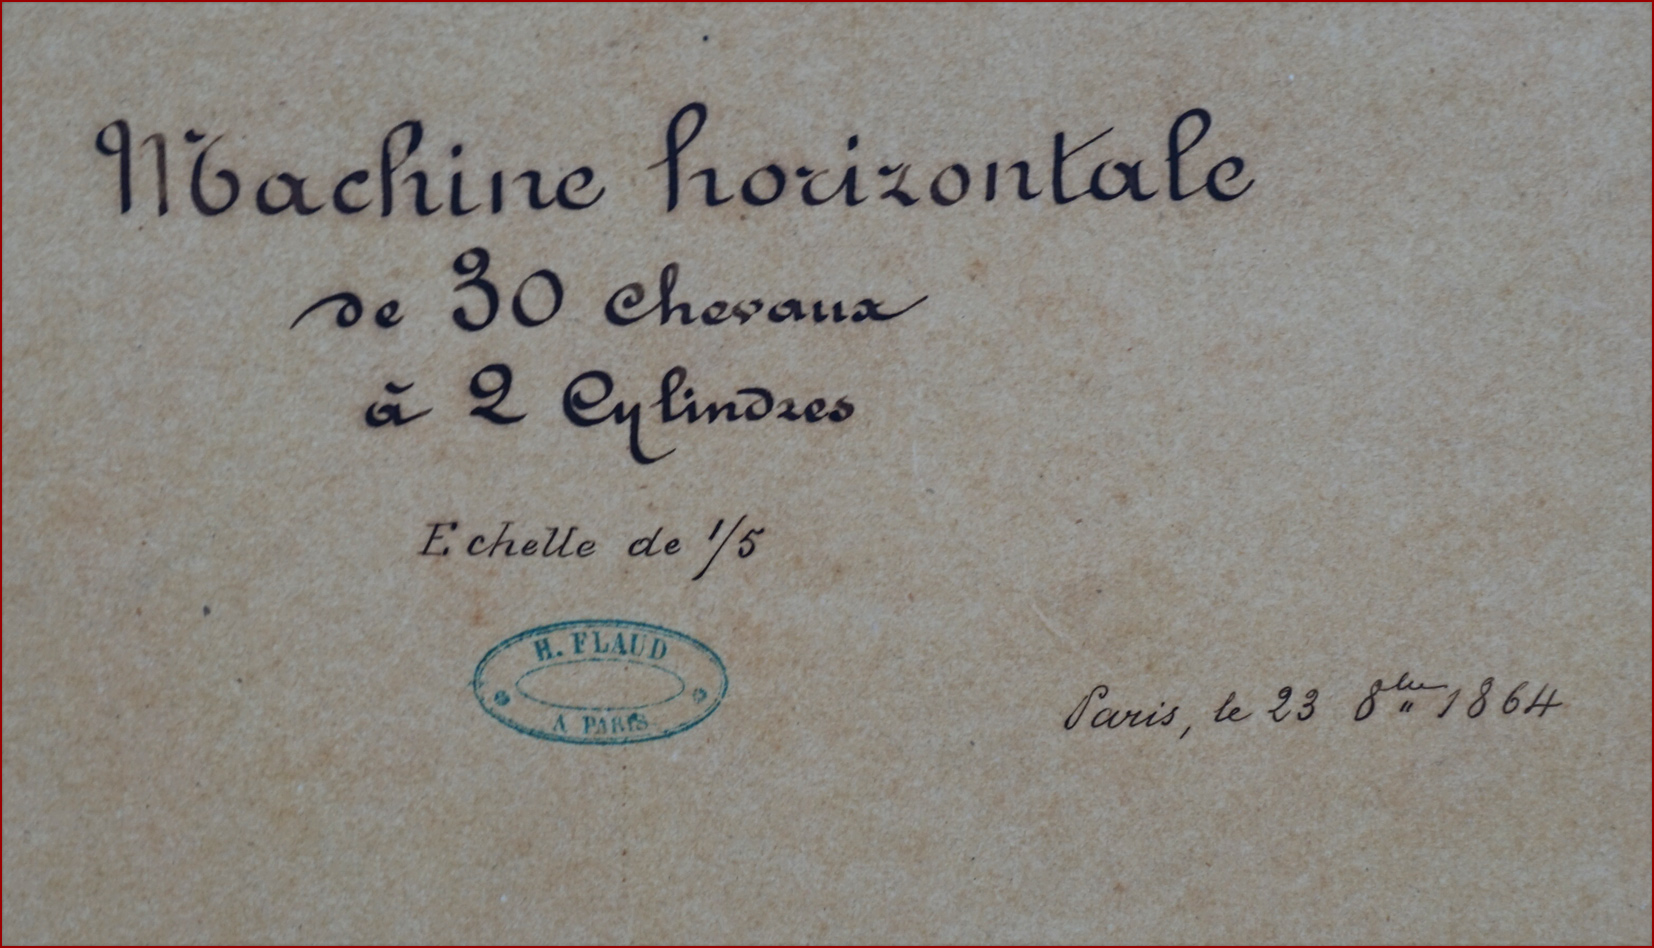 Machine horizontale
de 30 chevaux
à 2 Cylindres
Echelle de 1/5
H. FLAUD
A PARIS
Paris, le 23 8bre 1864